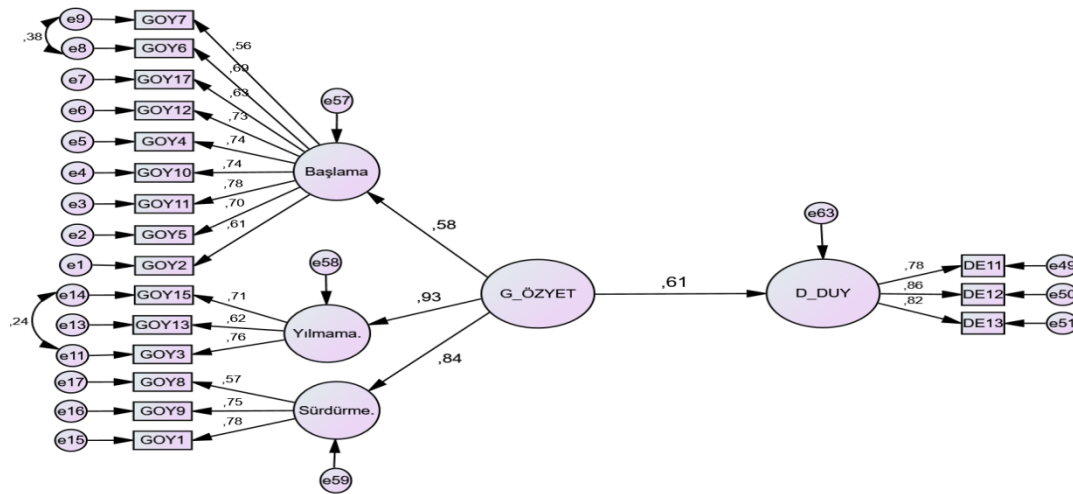 e9 GOY7
,38
e8 GOY6
e7 GOY17
e6 GOY12
e5 GOY4
e4 GOY10
e3 GOY11
e2 GOY5
e1 GOY2
,56
,69
,63
,73
,74
,74
,78
,70
,61
e57
Başlama
,58
e14 GOY15
,24
e13 GOY13
e11 GOY3
,71
,62
,76
e58
Yılmama.
,93
e17 GOY8
e16 GOY9
e15 GOY1
,57
,75
,78
Sürdürme.
e59
,84
G_ÖZYET
,61
e63
D_DUY
,78
,86
,82
DE11 e49
DE12 e50
DE13 e51